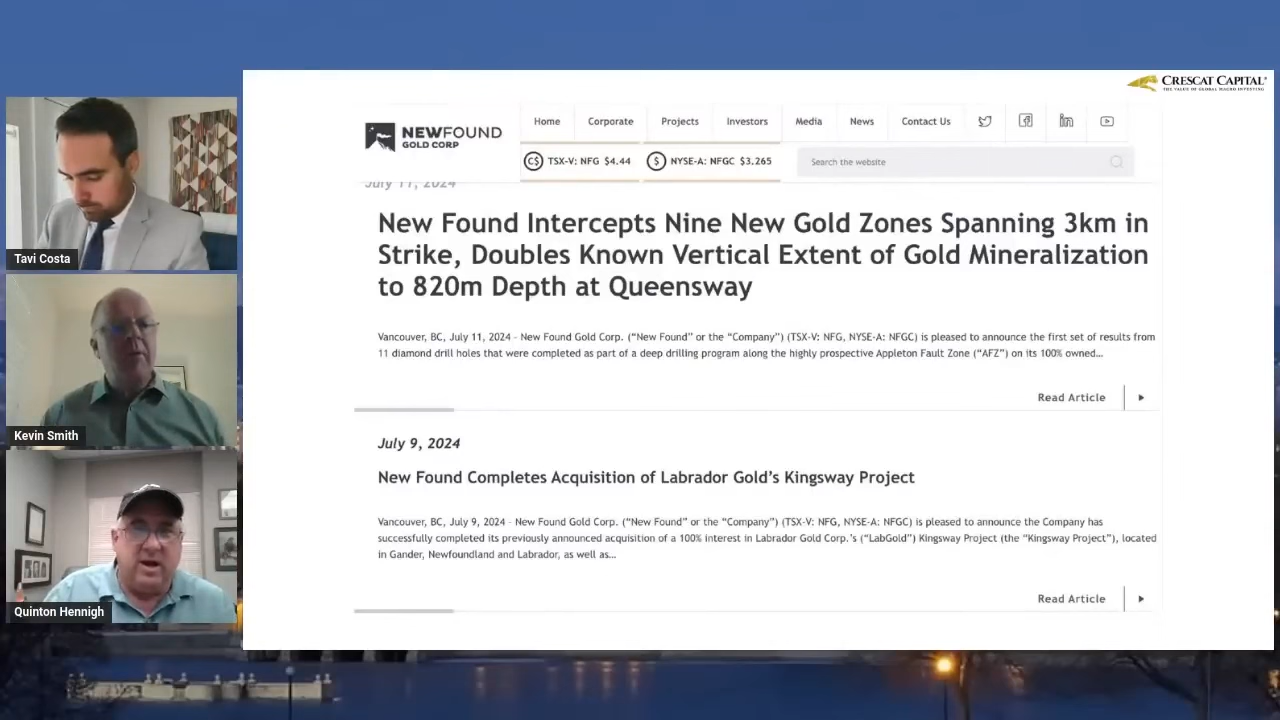 CRESCAT CAPITAL®
THE VALUE OF GLOBAL MACRO INVESTING
NEWFOUND
GOLD CORP
Home Corporate Projects Investors Media News Contact Us
C$ TSX-V: NFG $4.44 $ NYSE-A: NFGC $3.265 Search the website
July 11, 2024
New Found Intercepts Nine New Gold Zones Spanning 3km in
Strike, Doubles Known Vertical Extent of Gold Mineralization
to 820m Depth at Queensway
Vancouver, BC, July 11, 2024 - New Found Gold Corp. (“New Found” or the “Company”) (TSX-V: NFG, NYSE-A: NFGC) is pleased to announce the first set of results from
11 diamond drill holes that were completed as part of a deep drilling program along the highly prospective Appleton Fault Zone (“AFZ”) on its 100% owned…
Read Article
July 9, 2024
New Found Completes Acquisition of Labrador Gold’s Kingsway Project
Vancouver, BC, July 9, 2024 - New Found Gold Corp. (“New Found” or the “Company”) (TSX-V: NFG, NYSE-A: NFGC) is pleased to announce the Company has
successfully completed its previously announced acquisition of a 100% interest in Labrador Gold Corp.’s (“LabGold”) Kingsway Project (the “Kingsway Project”), located
in Gander, Newfoundland and Labrador, as well as…
Read Article
Tavi Costa
Kevin Smith
Quinton Hennigh